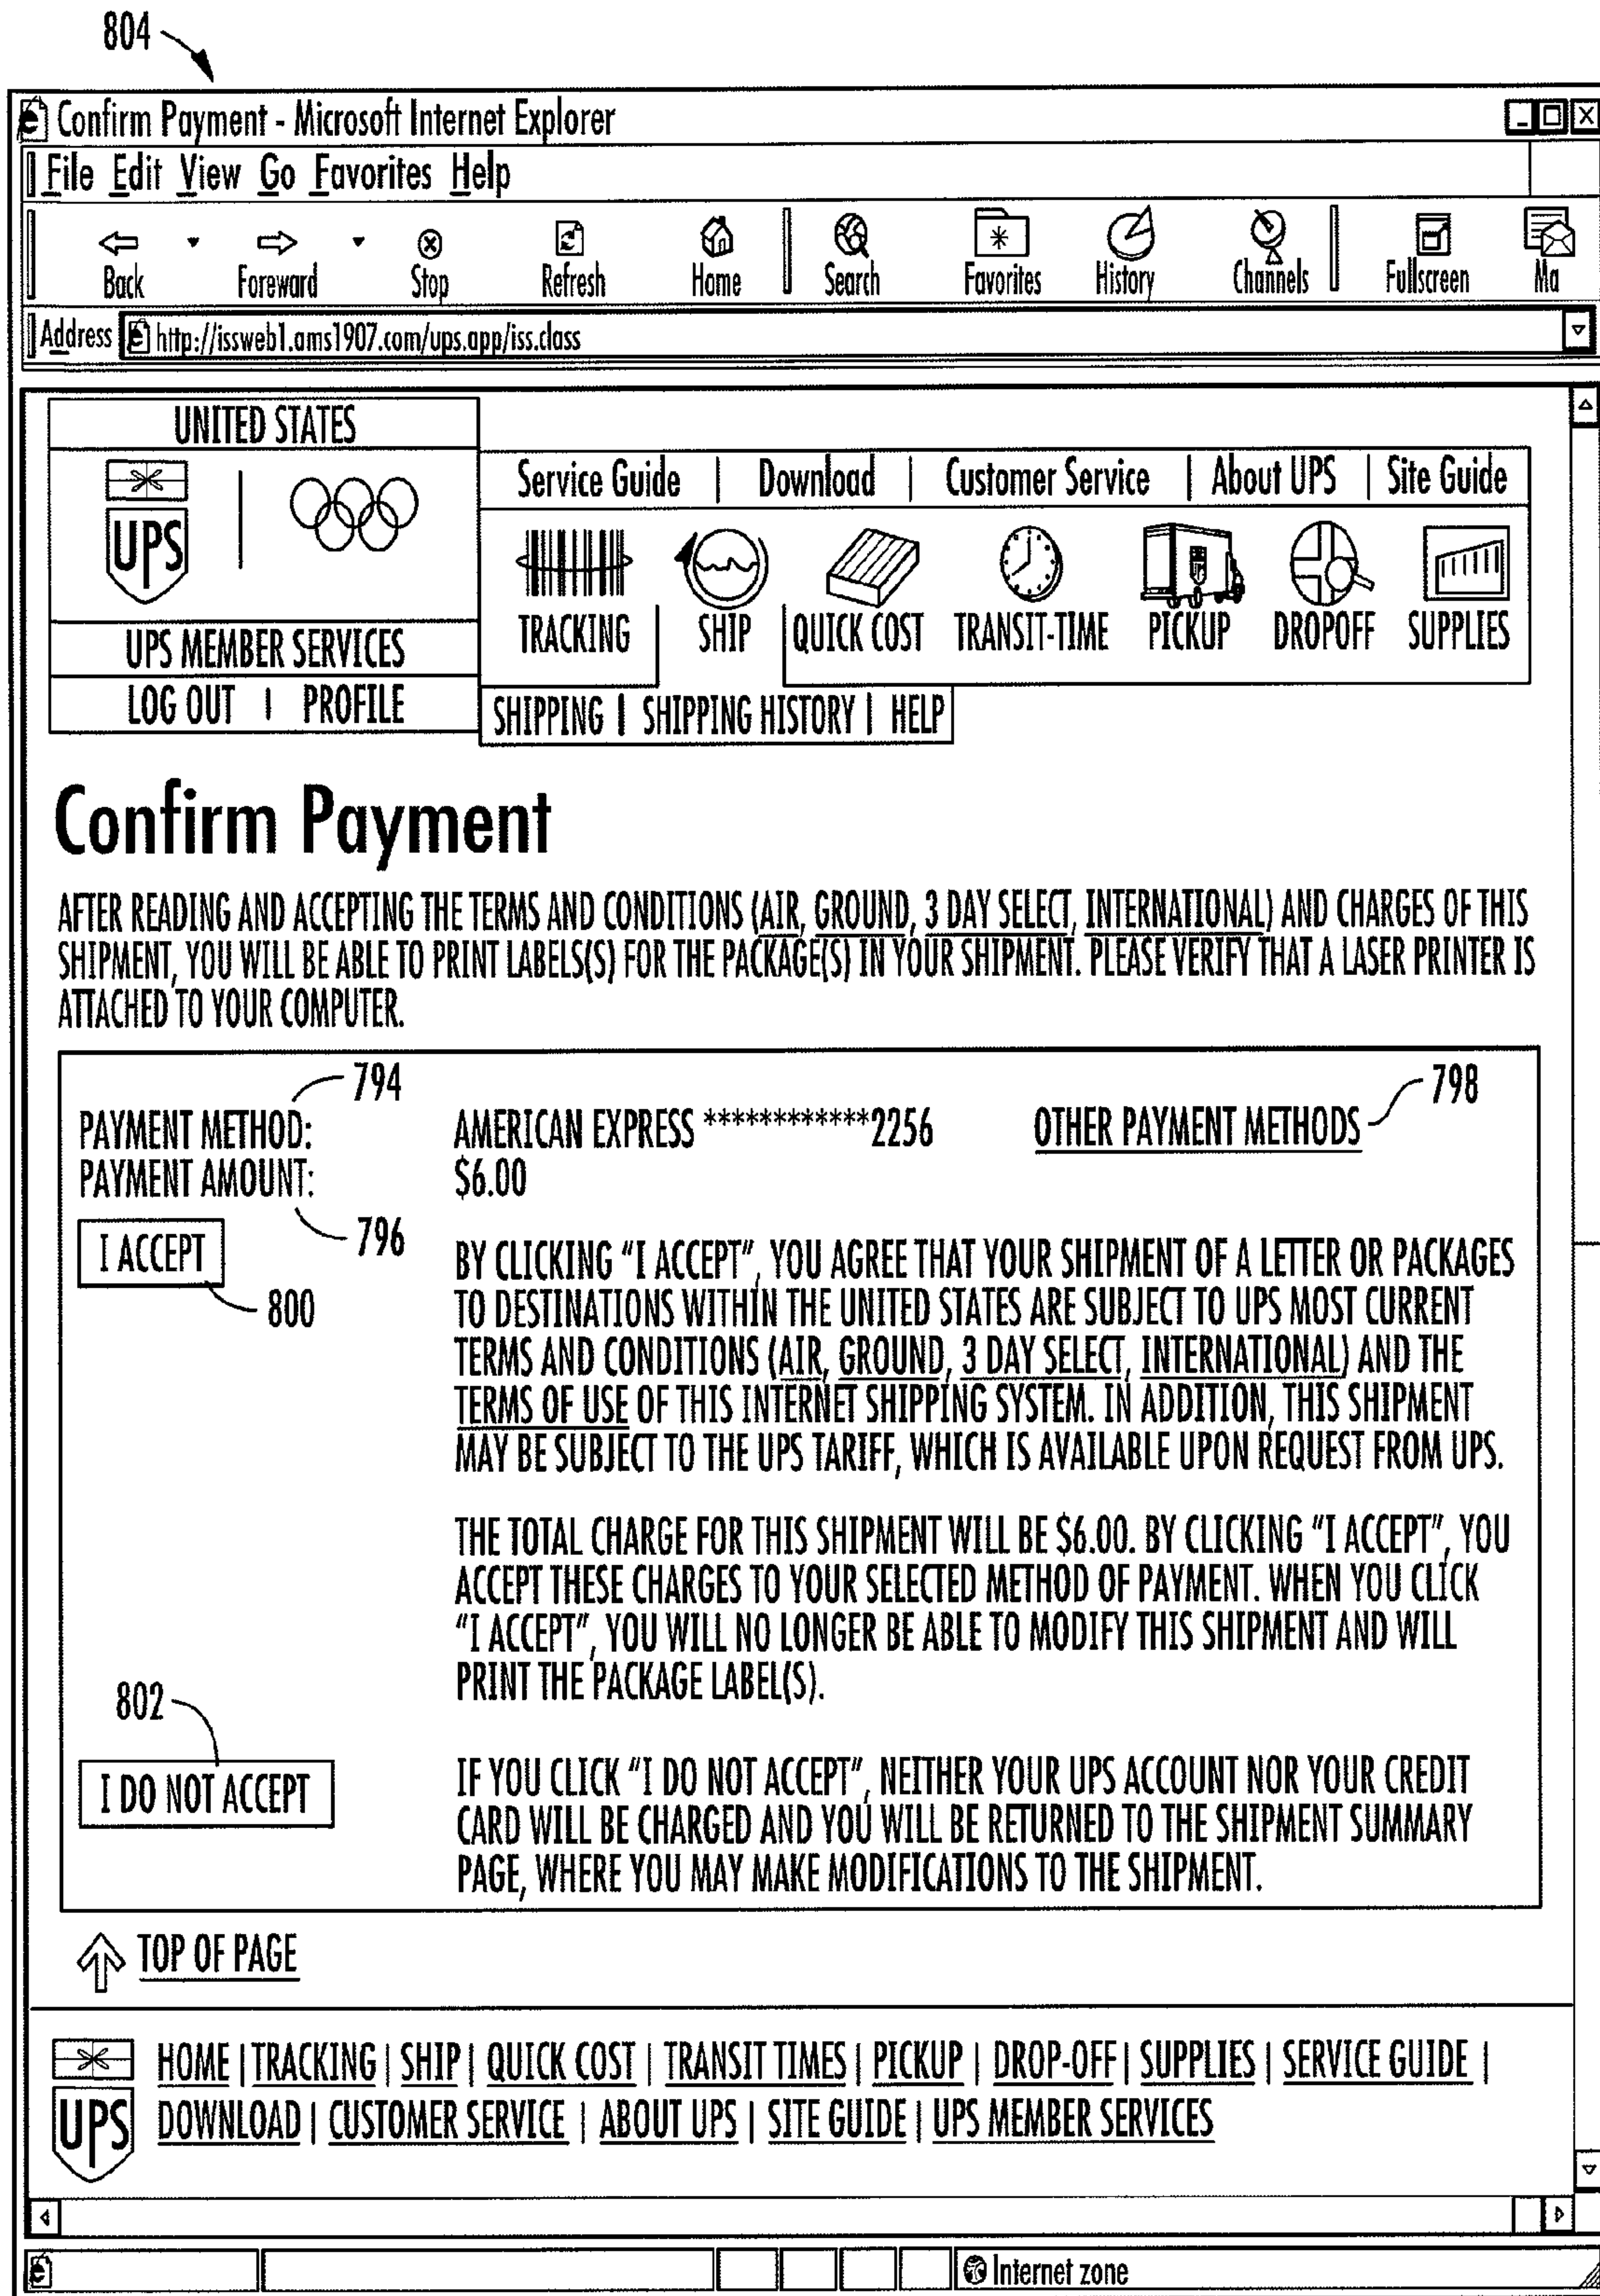 804
Confirm Payment - Microsoft Internet Explorer
File Edit View Go Favorites Help
Back Foreward Stop Refresh Home Search Favorites History Channels Fullscreen Ma
Address http://issweb1.ams1907.com/ups.app/iss.class
UNITED STATES
Service Guide | Download | Customer Service | About UPS | Site Guide
UPS
TRACKING SHIP QUICK COST TRANSIT-TIME PICKUP DROPOFF SUPPLIES
UPS MEMBER SERVICES
LOG OUT | PROFILE
SHIPPING | SHIPPING HISTORY | HELP
Confirm Payment
AFTER READING AND ACCEPTING THE TERMS AND CONDITIONS (AIR, GROUND, 3 DAY SELECT, INTERNATIONAL) AND CHARGES OF THIS
SHIPMENT, YOU WILL BE ABLE TO PRINT LABELS(S) FOR THE PACKAGE(S) IN YOUR SHIPMENT. PLEASE VERIFY THAT A LASER PRINTER IS
ATTACHED TO YOUR COMPUTER.
794
798
PAYMENT METHOD: AMERICAN EXPRESS ************2256 OTHER PAYMENT METHODS
PAYMENT AMOUNT: $6.00
796
I ACCEPT
800
BY CLICKING "I ACCEPT", YOU AGREE THAT YOUR SHIPMENT OF A LETTER OR PACKAGES
TO DESTINATIONS WITHIN THE UNITED STATES ARE SUBJECT TO UPS MOST CURRENT
TERMS AND CONDITIONS (AIR, GROUND, 3 DAY SELECT, INTERNATIONAL) AND THE
TERMS OF USE OF THIS INTERNET SHIPPING SYSTEM. IN ADDITION, THIS SHIPMENT
MAY BE SUBJECT TO THE UPS TARIFF, WHICH IS AVAILABLE UPON REQUEST FROM UPS.
THE TOTAL CHARGE FOR THIS SHIPMENT WILL BE $6.00. BY CLICKING "I ACCEPT", YOU
ACCEPT THESE CHARGES TO YOUR SELECTED METHOD OF PAYMENT. WHEN YOU CLICK
"I ACCEPT", YOU WILL NO LONGER BE ABLE TO MODIFY THIS SHIPMENT AND WILL
PRINT THE PACKAGE LABEL(S).
802
I DO NOT ACCEPT
IF YOU CLICK "I DO NOT ACCEPT", NEITHER YOUR UPS ACCOUNT NOR YOUR CREDIT
CARD WILL BE CHARGED AND YOU WILL BE RETURNED TO THE SHIPMENT SUMMARY
PAGE, WHERE YOU MAY MAKE MODIFICATIONS TO THE SHIPMENT.
TOP OF PAGE
HOME | TRACKING | SHIP | QUICK COST | TRANSIT TIMES | PICKUP | DROP-OFF | SUPPLIES | SERVICE GUIDE |
UPS
DOWNLOAD | CUSTOMER SERVICE | ABOUT UPS | SITE GUIDE | UPS MEMBER SERVICES
Internet zone